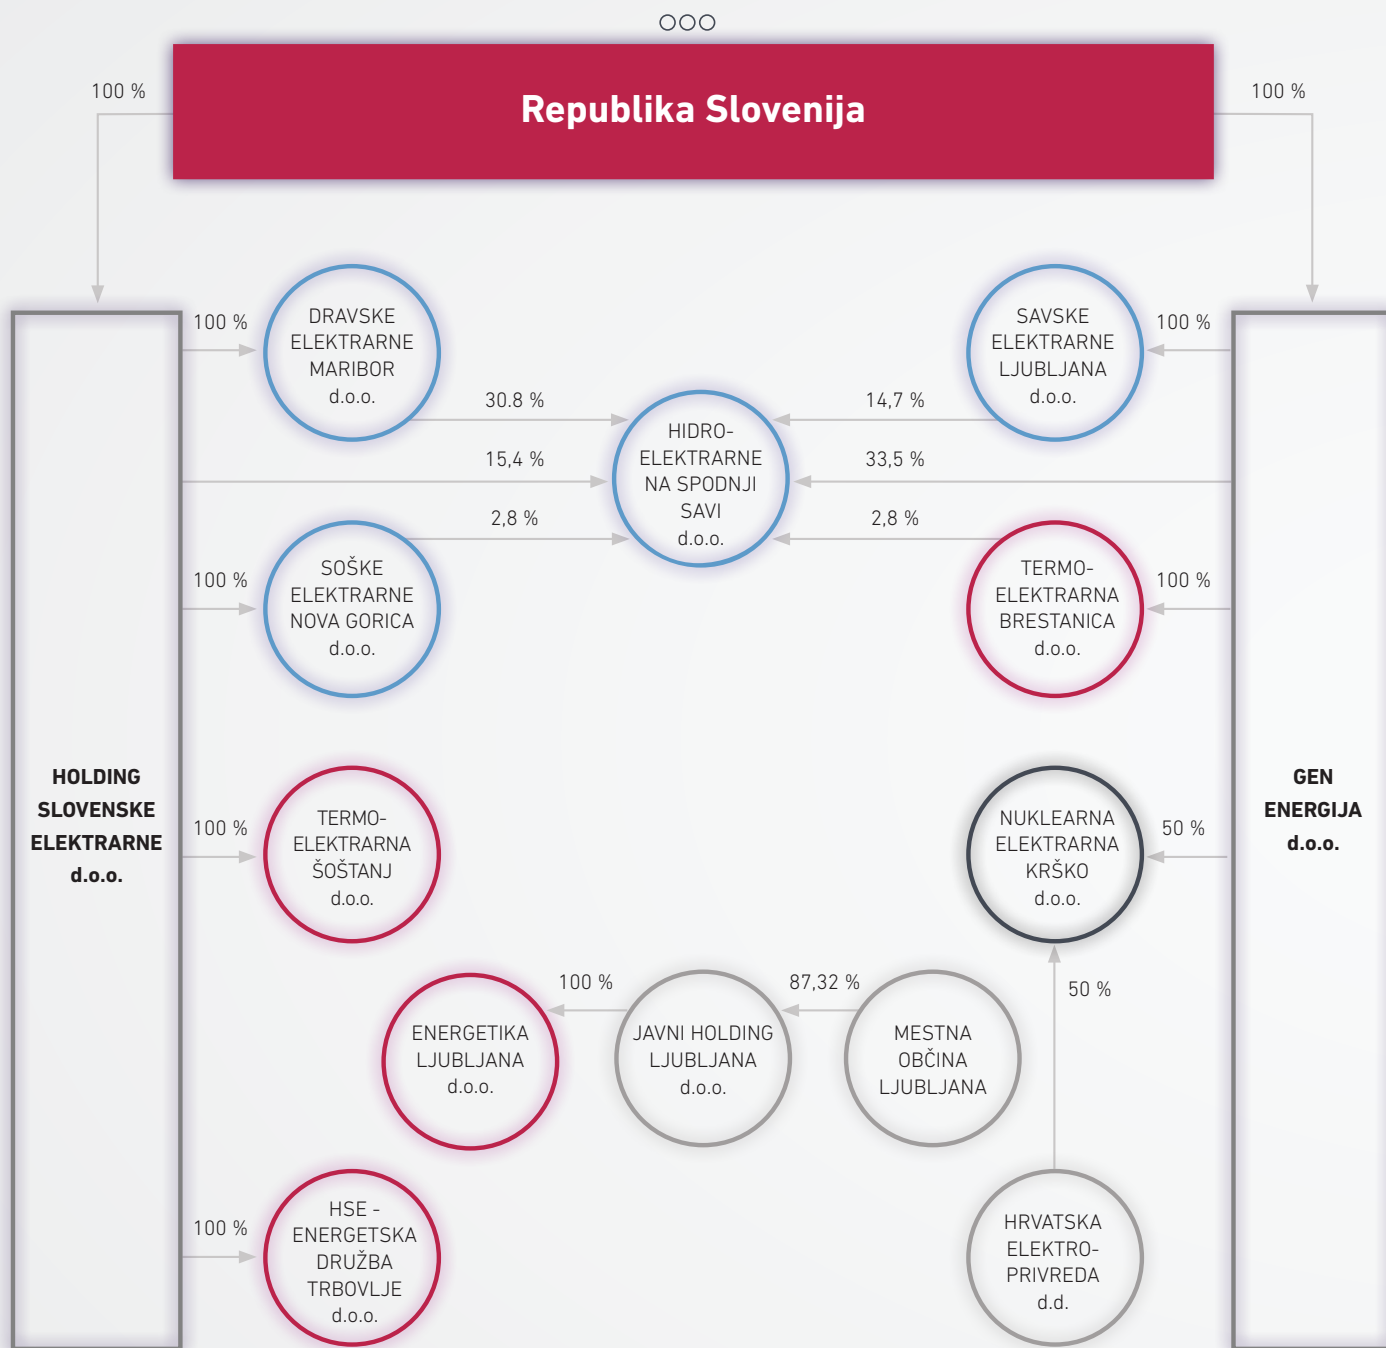 Republika Slovenija
100 %
100 %
HOLDING
SLOVENSKE
ELEKTRARNE
d.o.o.
100 %
DRAVSKE
ELEKTRARNE
MARIBOR
d.o.o.
SAVSKE
ELEKTRARNE
LJUBLJANA
d.o.o.
100 %
30.8 %
15,4 %
2,8 %
HIDRO-
ELEKTRARNE
NA SPODNJI
SAVI
d.o.o.
14,7 %
33,5 %
2,8 %
100 %
SOŠKE
ELEKTRARNE
NOVA GORICA
d.o.o.
TERMO-
ELEKTRARNA
BRESTANICA
d.o.o.
100 %
100 %
TERMO-
ELEKTRARNA
ŠOŠTANJ
d.o.o.
NUKLEARNA
ELEKTRARNA
KRŠKO
d.o.o.
50 %
GEN
ENERGIJA
d.o.o.
ENERGETIKA
LJUBLJANA
d.o.o.
100 %
JAVNI HOLDING
LJUBLJANA
d.o.o.
87,32 %
MESTNA
OBČINA
LJUBLJANA
50 %
100 %
HSE -
ENERGETSKA
DRUŽBA
TRBOVLJE
d.o.o.
HRVATSKA
ELEKTRO-
PRIVREDA
d.d.